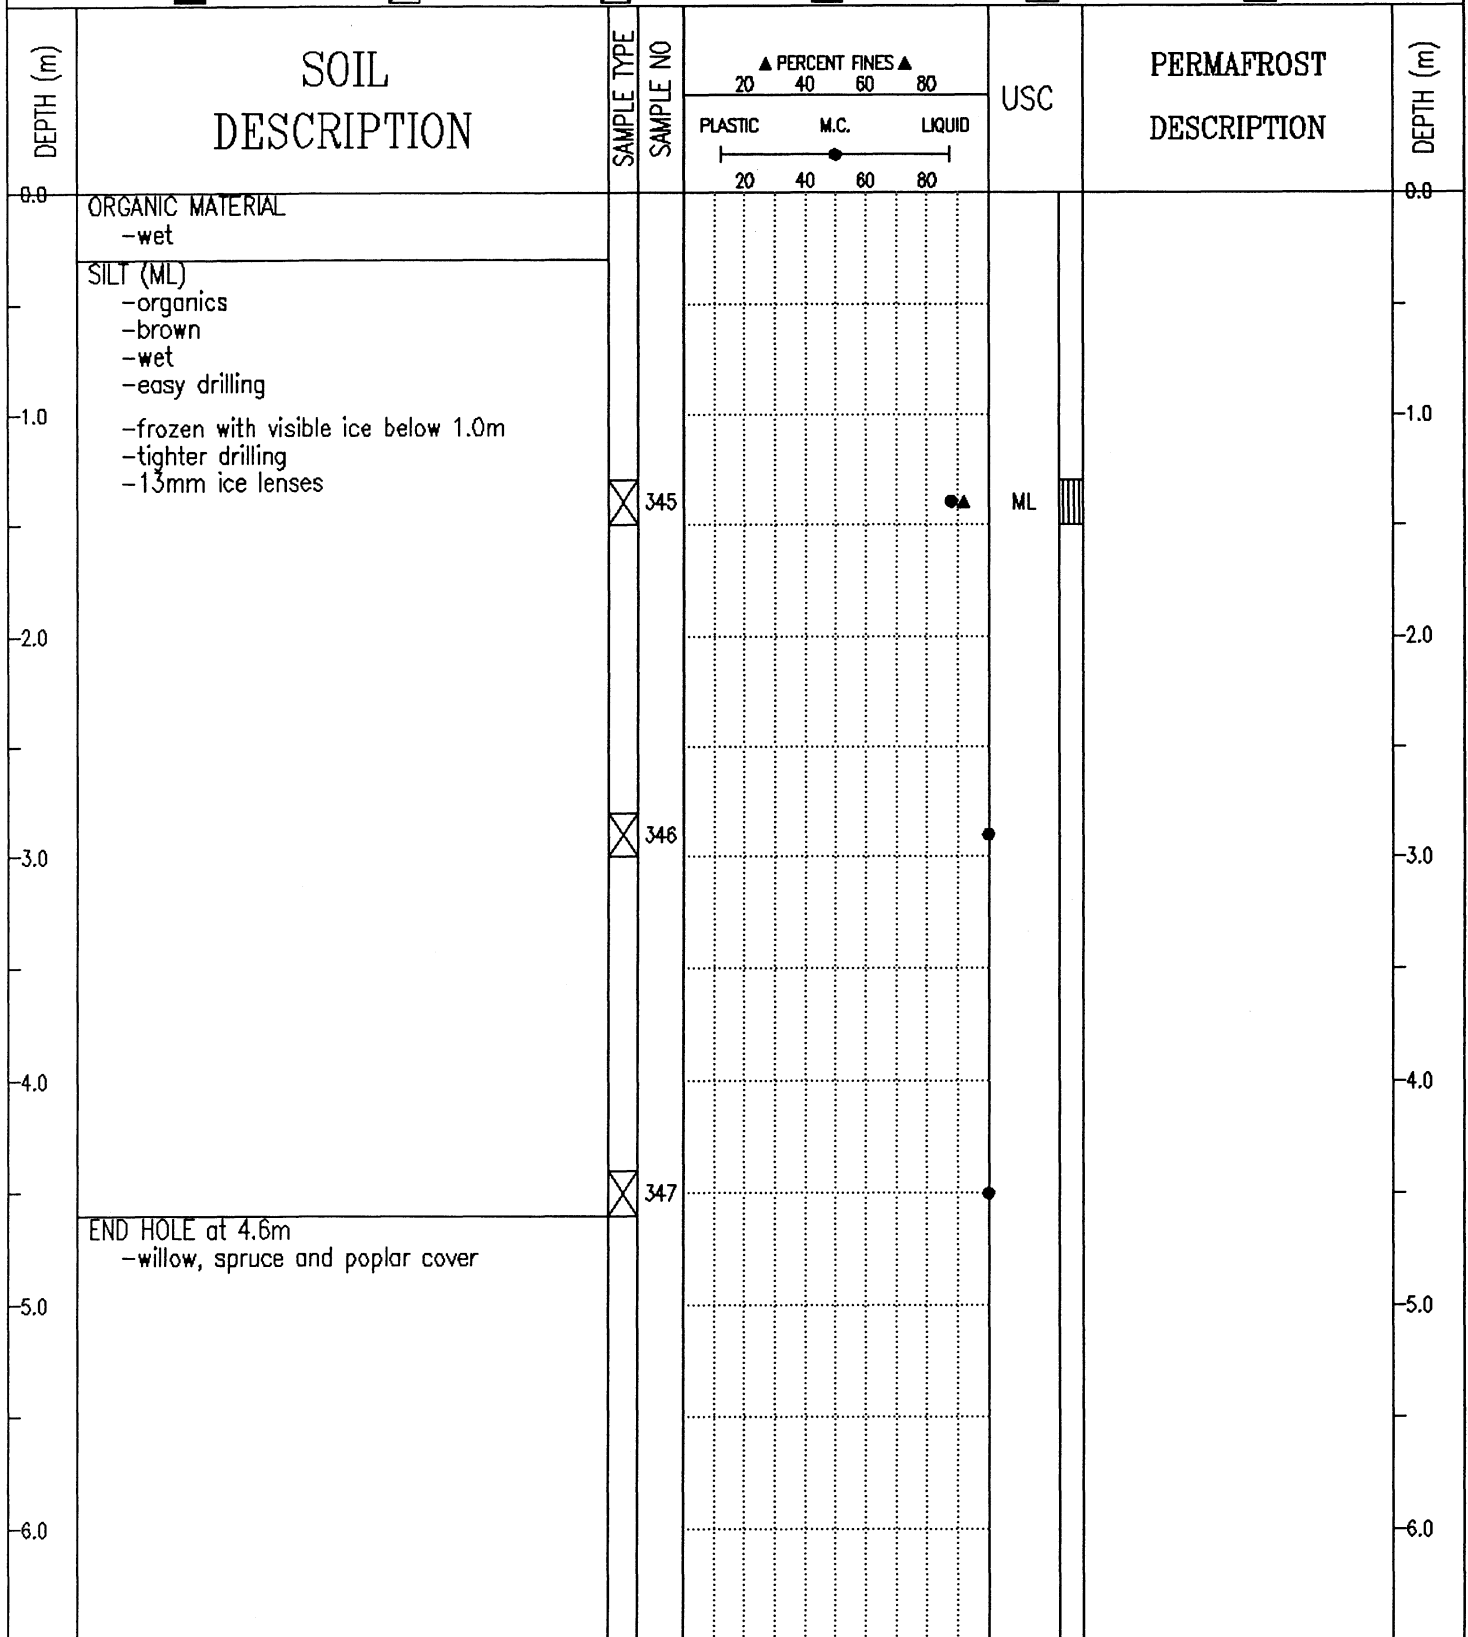 DEPTH (m)
SOIL
DESCRIPTION
SAMPLE TYPE
SAMPLE NO
▲ PERCENT FINES ▲
20 40 60 80
PLASTIC M.C. LIQUID
20 40 60 80
USC
PERMAFROST
DESCRIPTION
DEPTH (m)
0.0
ORGANIC MATERIAL
-wet
0.0
SILT (ML)
-organics
-brown
-wet
-easy drilling
1.0
-frozen with visible ice below 1.0m
1.0
-tighter drilling
-13mm ice lenses
345
ML
2.0
2.0
346
3.0
3.0
4.0
4.0
347
END HOLE at 4.6m
-willow, spruce and poplar cover
5.0
5.0
6.0
6.0